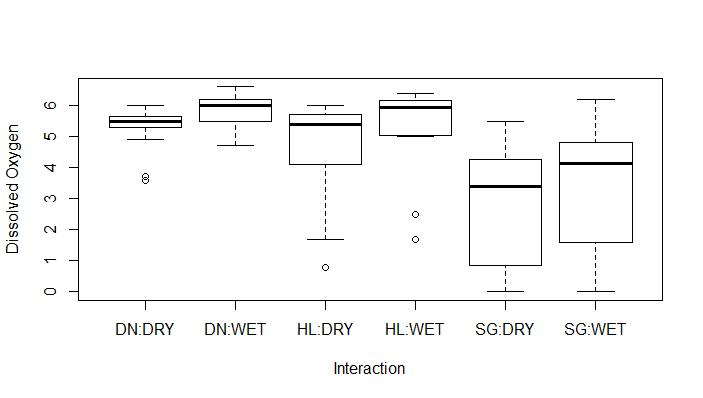 Dissolved Oxygen
6
5
4
3
2
1
0
DN:DRY DN:WET HL:DRY HL:WET SG:DRY SG:WET
Interaction